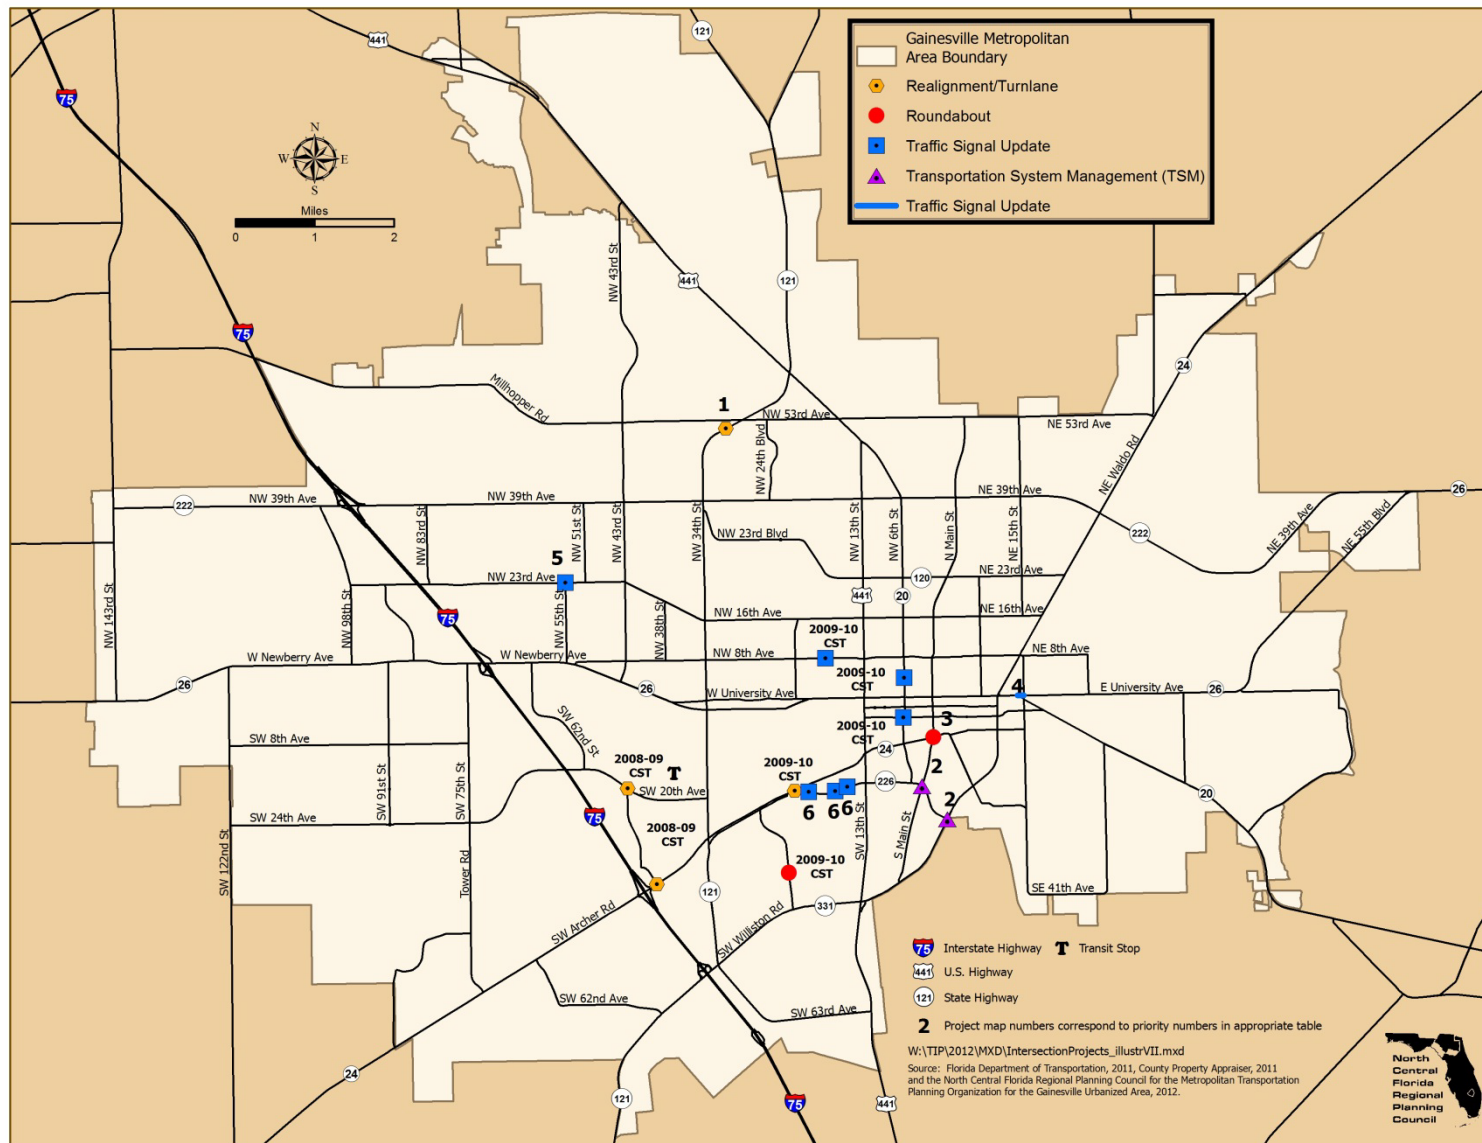 Gainesville Metropolitan
Area Boundary
Realignment/Turnlane
Roundabout
Traffic Signal Update
Transportation System Management (TSM)
Traffic Signal Update
121
441
75
N
W E
S
Miles
0 1 2
NW 43rd St
441
121
75
24
Millhopper Rd
1
NW 53rd Ave
NE 53rd Ave
NW 24th Blvd
NE Waldo Rd
222
NW 39th Ave
NW 39th Ave
NE 39th Ave
26
NW 83rd St
NW 51st St
NW 43rd St
NW 34th St
NW 23rd Blvd
NW 13th St
NW 6th St
N Main St
NE 15th St
222
NE 39th Ave
NE 55th Blvd
5
NW 23rd Ave
120
NE 23rd Ave
NW 143rd St
NW 98th St
75
NW 55th St
NW 38th St
NW 16th Ave
441
20
NE 16th Ave
2009-10
CST
W Newberry Ave
W Newberry Ave
NW 8th Ave
NE 8th Ave
2009-10
CST
26
26
W University Ave
4
E University Ave
26
SW 8th Ave
SW 62nd St
2009-10
CST
3
24
2008-09
CST
T
2009-10
CST
2
SW 91st St
SW 75th St
SW 20th Ave
226
6 6 6
2
20
SW 24th Ave
75
2008-09
CST
SW 13th St
S Main St
SW 122nd St
Tower Rd
2009-10
CST
121
SE 41th Ave
SW Archer Rd
SW Williston Rd
331
SW 62nd Ave
SW 63rd Ave
24
121
75
441
75 Interstate Highway T Transit Stop
441 U.S. Highway
121 State Highway
2 Project map numbers correspond to priority numbers in appropriate table
W:\TIP\2012\MXD\IntersectionProjects_illustrVII.mxd
Source: Florida Department of Transportation, 2011, County Property Appraiser, 2011
and the North Central Florida Regional Planning Council for the Metropolitan Transportation
Planning Organization for the Gainesville Urbanized Area, 2012.
North
Central
Florida
Regional
Planning
Council